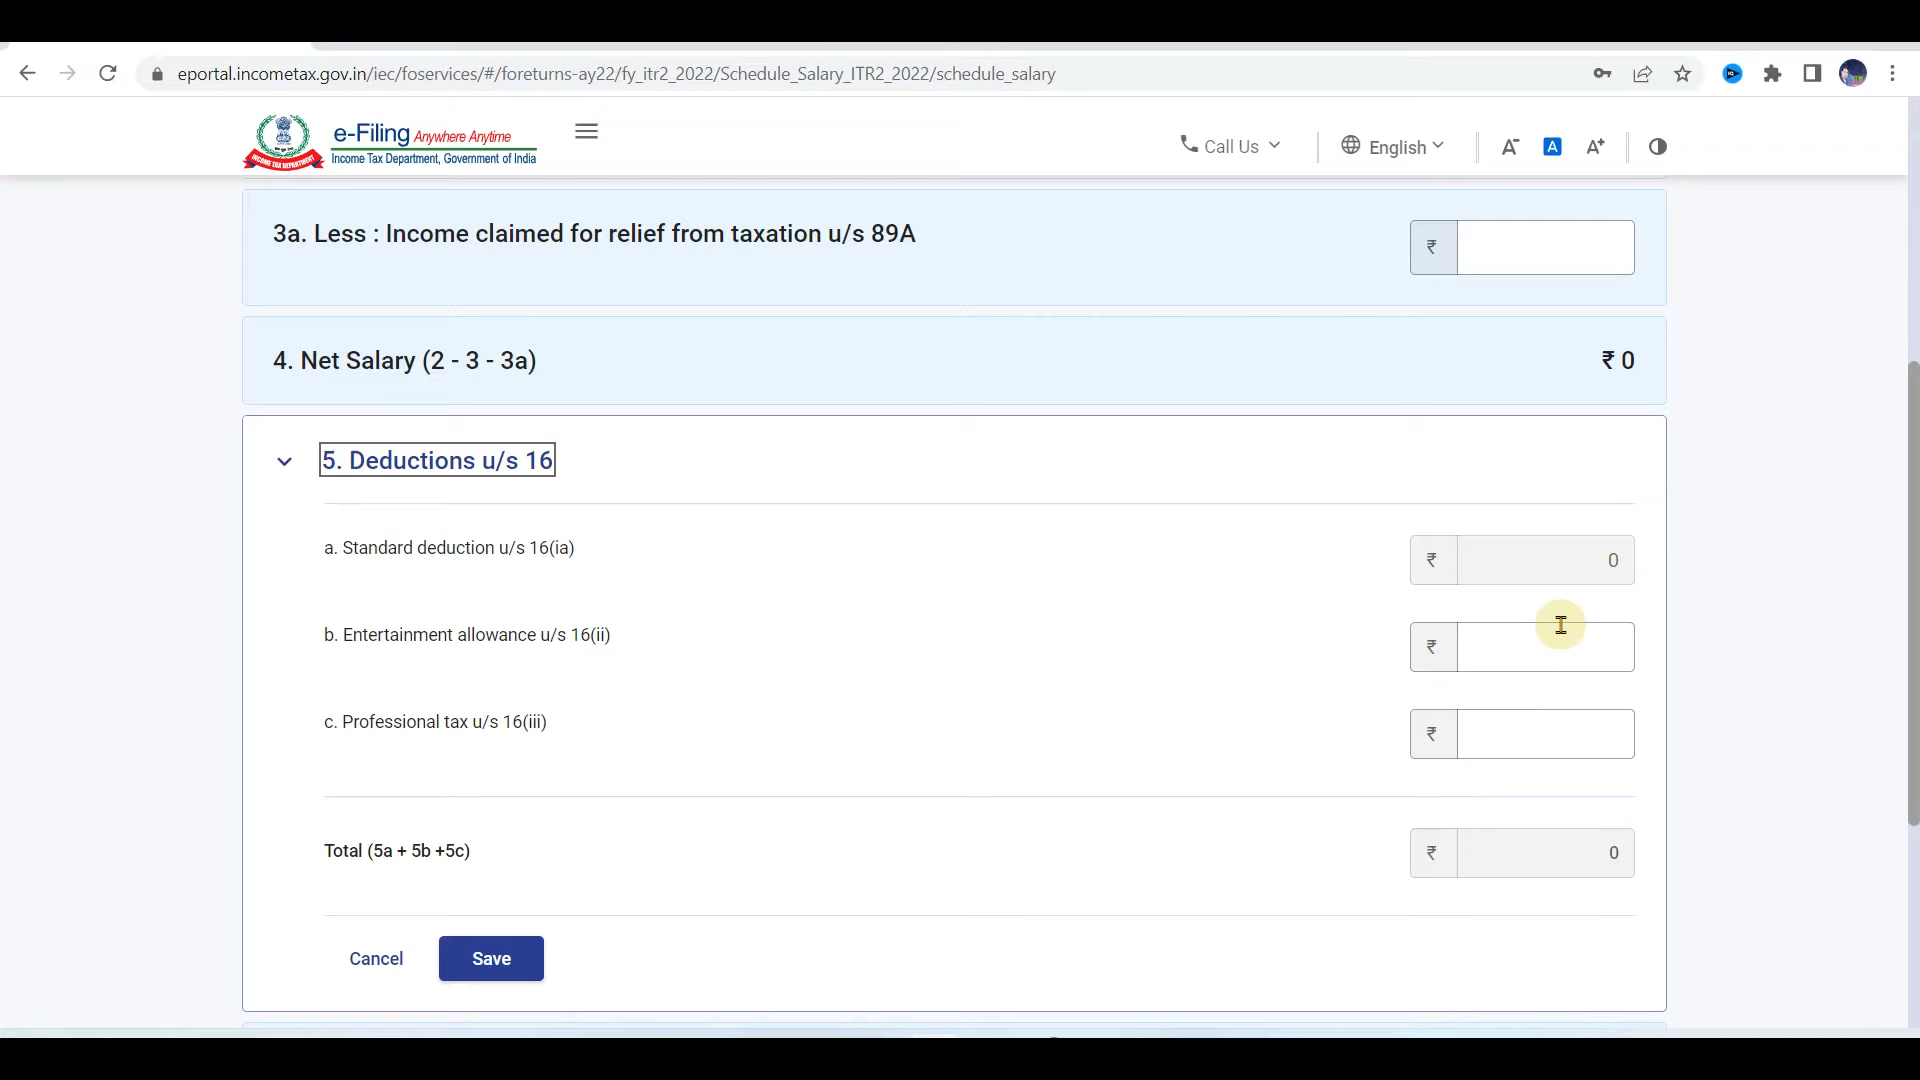 eportal.incometax.gov.in/iec/foservices/#/foreturns-ay22/fy_itr2_2022/Schedule_Salary_ITR2_2022/schedule_salary
e-Filing Anywhere Anytime
Income Tax Department, Government of India
INCOME TAX DEPARTMENT
Call Us
English
A-
A
A+
3a. Less : Income claimed for relief from taxation u/s 89A
₹
4. Net Salary (2 - 3 - 3a)
₹ 0
5. Deductions u/s 16
a. Standard deduction u/s 16(ia)
₹ 0
b. Entertainment allowance u/s 16(ii)
₹
c. Professional tax u/s 16(iii)
₹
Total (5a + 5b +5c)
₹ 0
Cancel
Save